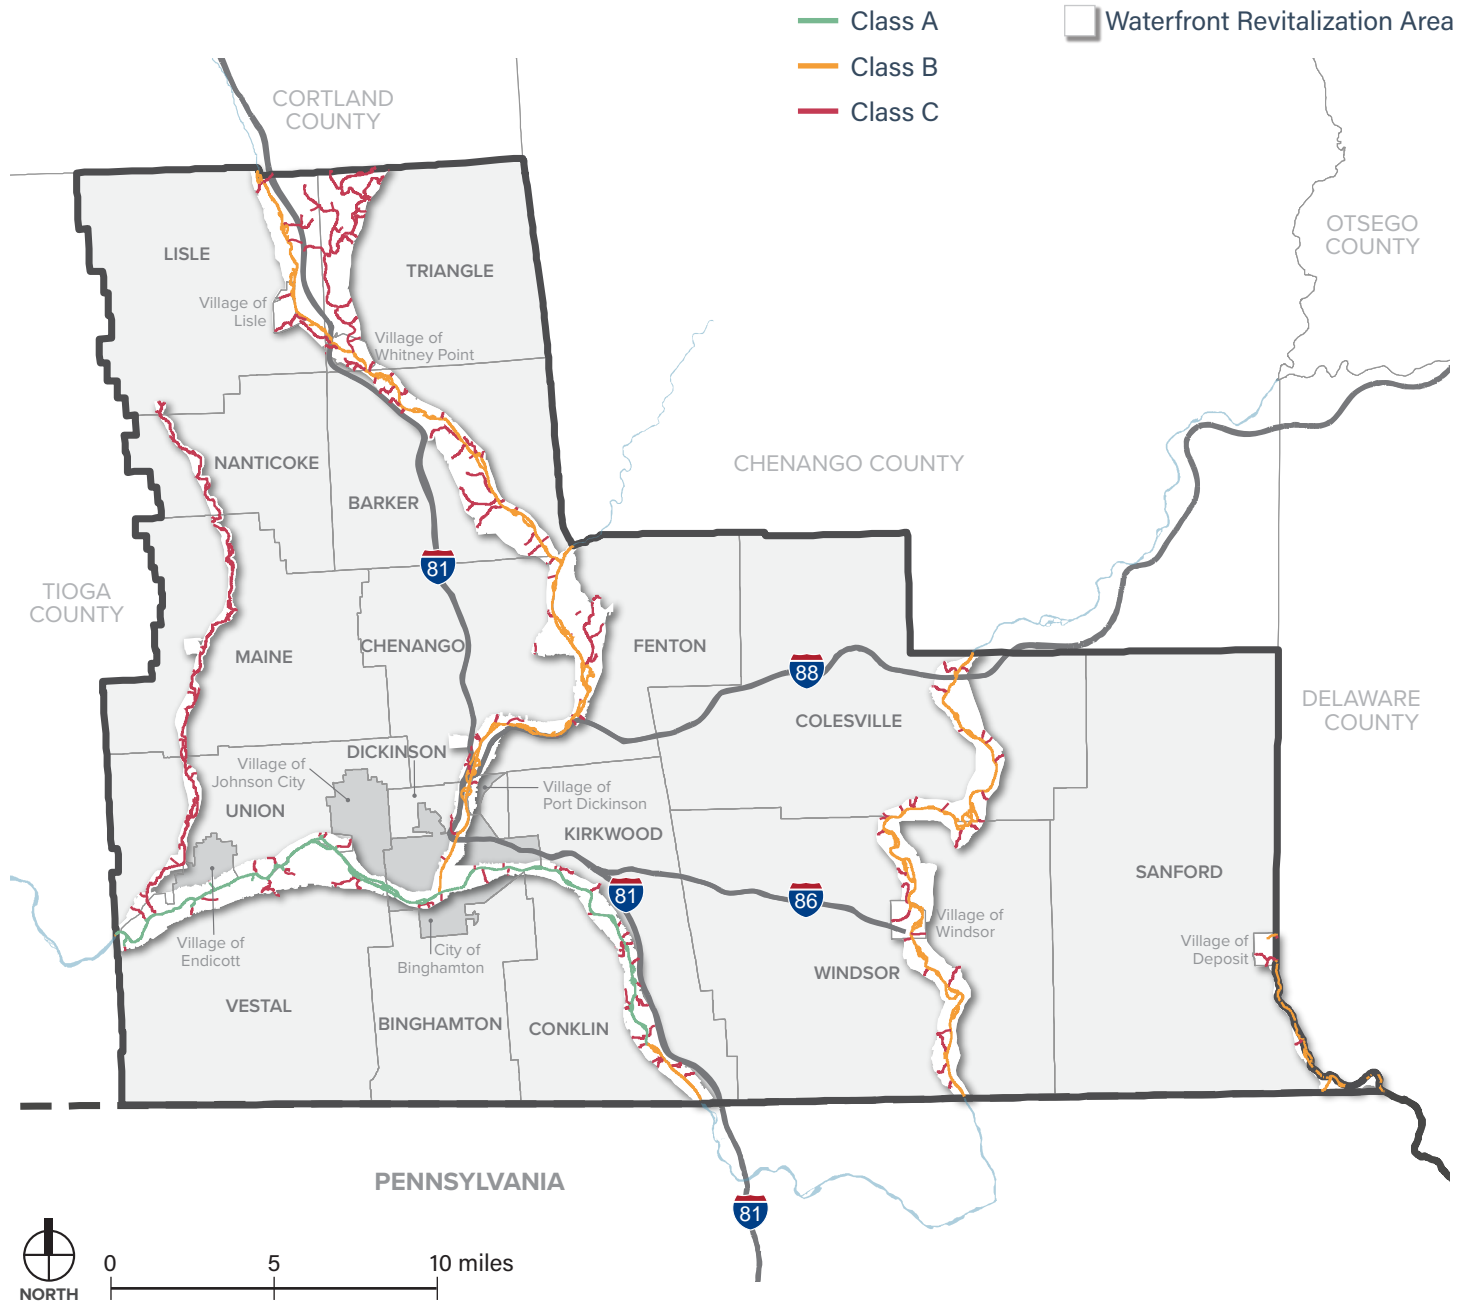 Class A
Waterfront Revitalization Area
Class B
Class C
CORTLAND
COUNTY
OTSEGO
COUNTY
LISLE
TRIANGLE
Village of
Lisle
Village of
Whitney Point
NANTICOKE
CHENANGO COUNTY
BARKER
81
TIOGA
COUNTY
MAINE
CHENANGO
FENTON
88
COLESVILLE
DELAWARE
COUNTY
DICKINSON
Village of
Johnson City
Village of
Port Dickinson
UNION
KIRKWOOD
SANFORD
81
86
Village of
Windsor
Village of
Endicott
City of
Binghamton
Village of
Deposit
WINDSOR
VESTAL
BINGHAMTON
CONKLIN
PENNSYLVANIA
81
NORTH
0
5
10 miles